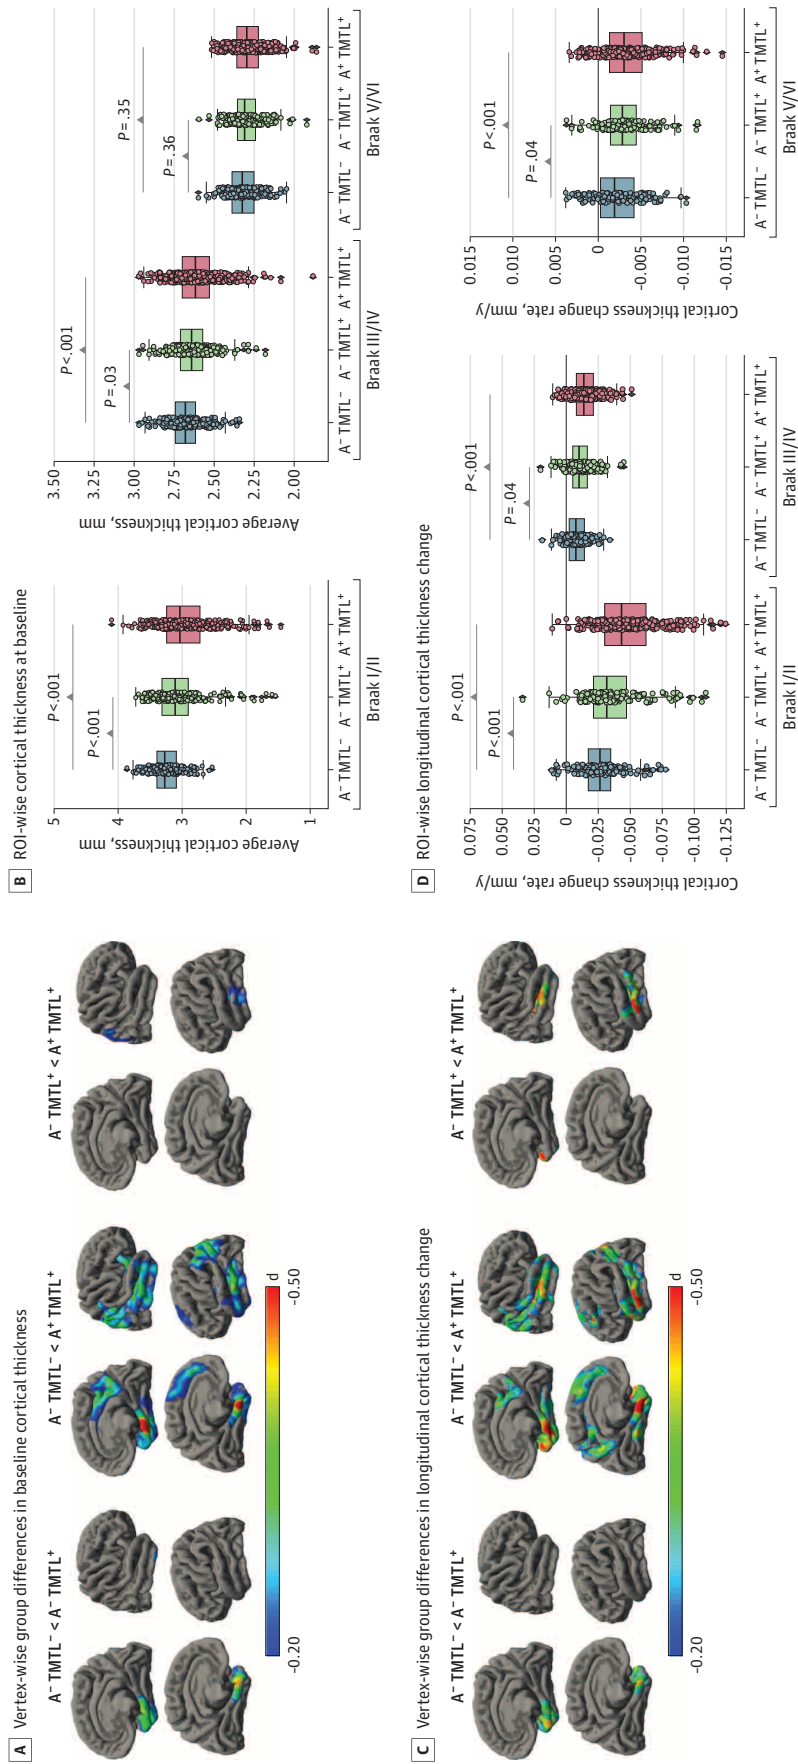 A Vertex-wise group differences in baseline cortical thickness
A⁻ TMTL⁻ < A⁻ TMTL⁺
A⁻ TMTL⁻ < A⁺ TMTL⁺
A⁻ TMTL⁺ < A⁺ TMTL⁺
-0.20
d
-0.50
B ROI-wise cortical thickness at baseline
Average cortical thickness, mm
5
4
3
2
1
P<.001
P<.001
A⁻ TMTL⁻ A⁻ TMTL⁺ A⁺ TMTL⁺
Braak I/II
Average cortical thickness, mm
3.50
3.25
3.00
2.75
2.50
2.25
2.00
P<.001
P=.03
P=.35
P=.36
A⁻ TMTL⁻ A⁻ TMTL⁺ A⁺ TMTL⁺
Braak III/IV
A⁻ TMTL⁻ A⁻ TMTL⁺ A⁺ TMTL⁺
Braak V/VI
C Vertex-wise group differences in longitudinal cortical thickness change
A⁻ TMTL⁻ < A⁻ TMTL⁺
A⁻ TMTL⁻ < A⁺ TMTL⁺
A⁻ TMTL⁺ < A⁺ TMTL⁺
-0.20
d
-0.50
D ROI-wise longitudinal cortical thickness change
Cortical thickness change rate, mm/y
0.075
0.050
0.025
0
-0.025
-0.050
-0.075
-0.100
-0.125
P<.001
P<.001
P<.001
P=.04
A⁻ TMTL⁻ A⁻ TMTL⁺ A⁺ TMTL⁺
Braak I/II
A⁻ TMTL⁻ A⁻ TMTL⁺ A⁺ TMTL⁺
Braak III/IV
Cortical thickness change rate, mm/y
0.015
0.010
0.005
0
-0.005
-0.010
-0.015
P<.001
P=.04
A⁻ TMTL⁻ A⁻ TMTL⁺ A⁺ TMTL⁺
Braak V/VI